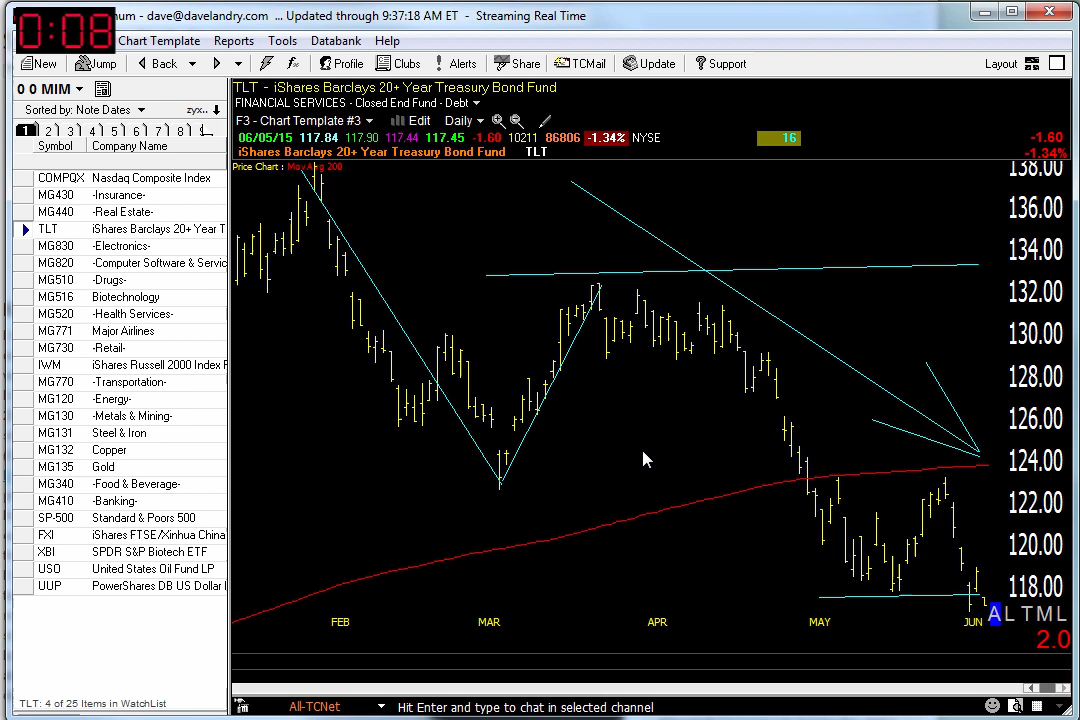 num - dave@davelandry.com ... Updated through 9:37:18 AM ET - Streaming Real Time
0:08
Chart Template Reports Tools Databank Help
New Jump Back Profile Clubs Alerts Share TCMail Update Support Layout
0 0 MIM
Sorted by: Note Dates zyx..
1 2 3 4 5 6 7 8
Symbol Company Name
COMPQX Nasdaq Composite Index
MG430 -Insurance-
MG440 -Real Estate-
TLT iShares Barclays 20+ Year T
MG830 -Electronics-
MG820 -Computer Software & Servic
MG510 -Drugs-
MG516 Biotechnology
MG520 -Health Services-
MG771 Major Airlines
MG730 -Retail-
IWM iShares Russell 2000 Index F
MG770 -Transportation-
MG120 -Energy-
MG130 -Metals & Mining-
MG131 Steel & Iron
MG132 Copper
MG135 Gold
MG340 -Food & Beverage-
MG410 -Banking-
SP-500 Standard & Poors 500
FXI iShares FTSE/Xinhua China
XBI SPDR S&P Biotech ETF
USO United States Oil Fund LP
UUP PowerShares DB US Dollar I
TLT: 4 of 25 Items in WatchList
TLT - iShares Barclays 20+ Year Treasury Bond Fund
FINANCIAL SERVICES - Closed End Fund - Debt
F3 - Chart Template #3 Edit Daily
06/05/15 117.84 117.90 117.44 117.45 -1.60 10211 86806 -1.34% NYSE 16 -1.60
iShares Barclays 20+ Year Treasury Bond Fund TLT -1.34%
Price Chart : Mov Avg 200
138.00
136.00
134.00
132.00
130.00
128.00
126.00
124.00
122.00
120.00
118.00
A L T M L
FEB MAR APR MAY JUN
2.0
All-TCNet Hit Enter and type to chat in selected channel